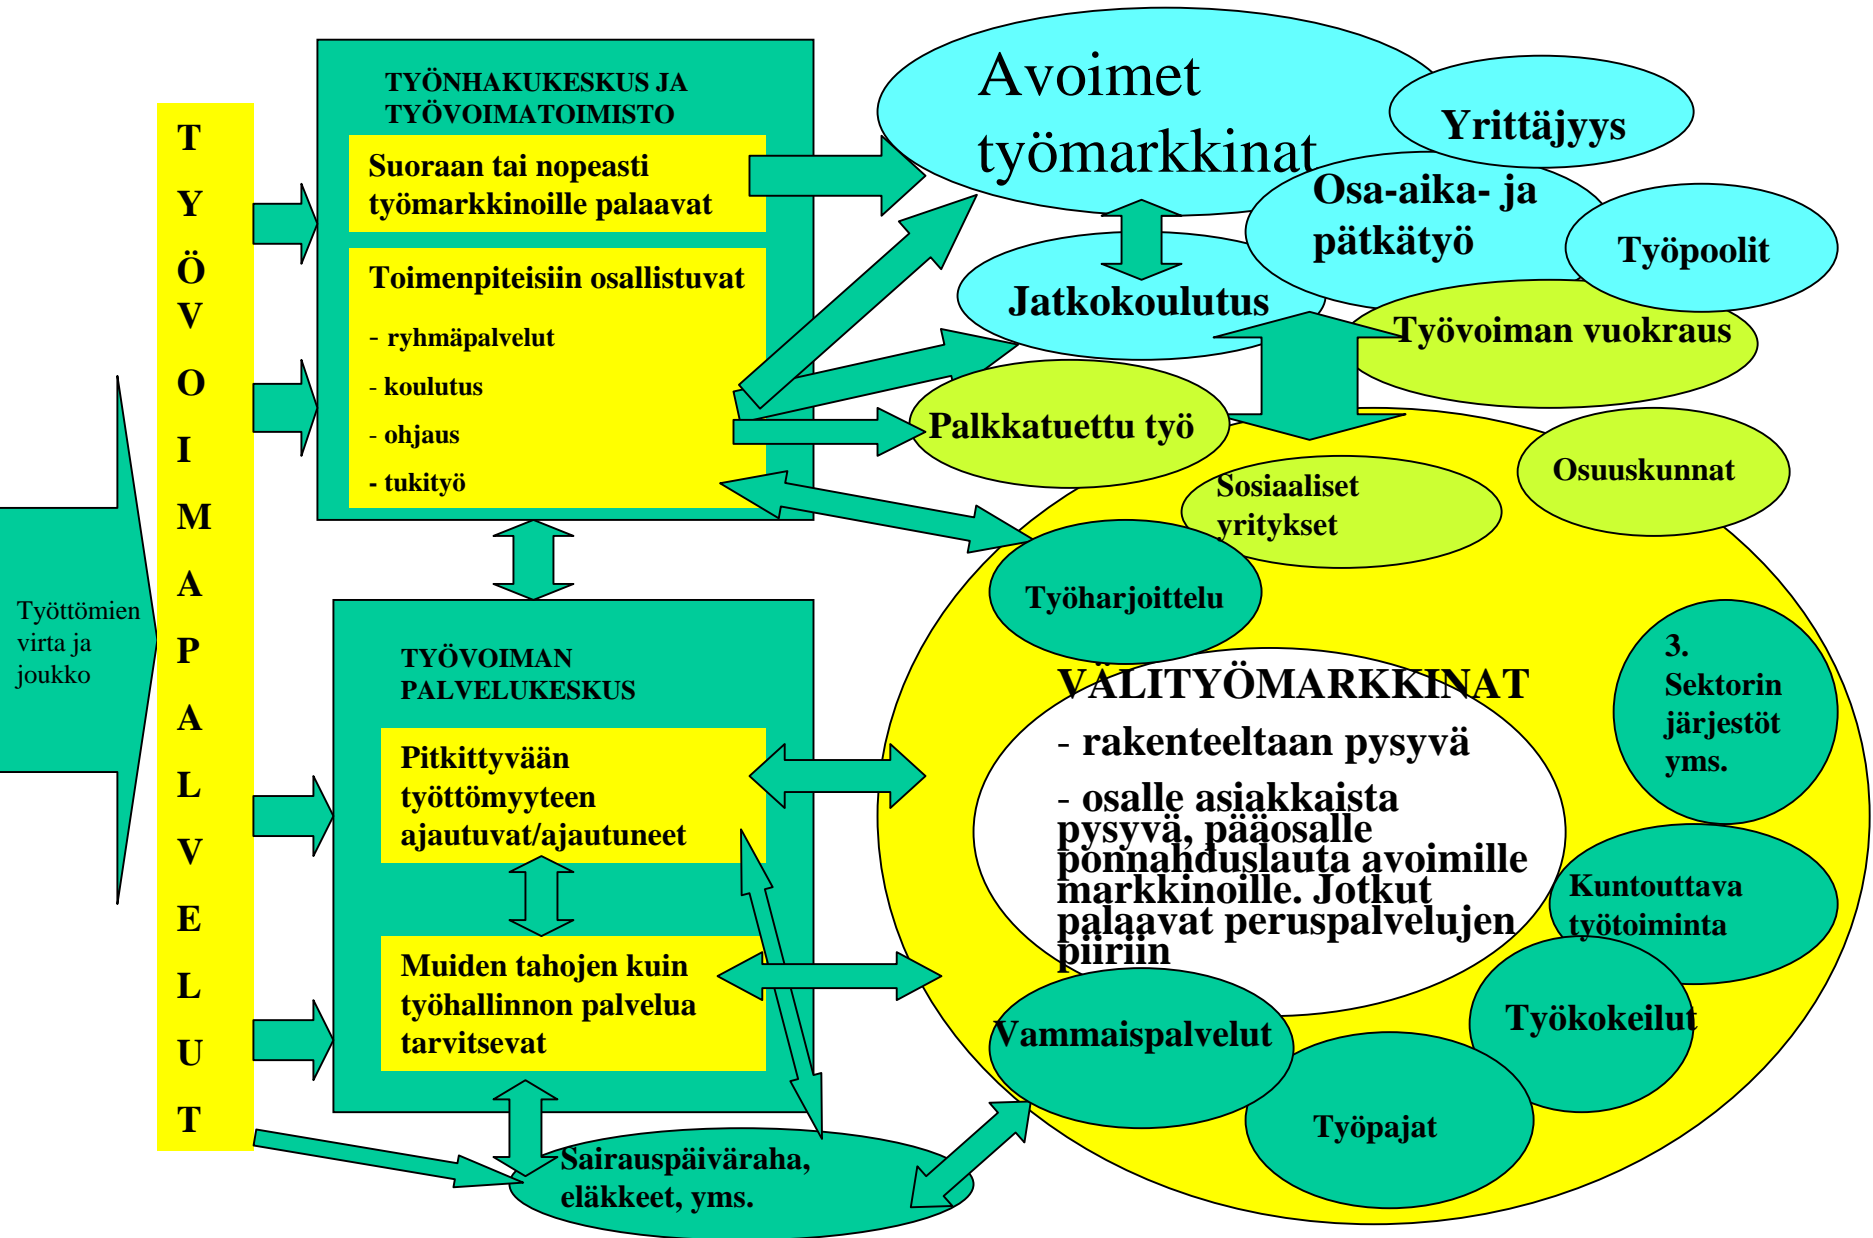 Työttömien
virta ja
joukko
T
Y
Ö
V
O
I
M
A
P
A
L
V
E
L
U
T
TYÖNHAKUKESKUS JA
TYÖVOIMATOIMISTO
Suoraan tai nopeasti
työmarkkinoille palaavat
Toimenpiteisiin osallistuvat
- ryhmäpalvelut
- koulutus
- ohjaus
- tukityö
TYÖVOIMAN
PALVELUKESKUS
Pitkittyvään
työttömyyteen
ajautuvat/ajautuneet
Muiden tahojen kuin
työhallinnon palvelua
tarvitsevat
Sairauspäiväraha,
eläkkeet, yms.
Avoimet
työmarkkinat
Yrittäjyys
Osa-aika- ja
pätkätyö
Työpoolit
Jatkokoulutus
Työvoiman vuokraus
Palkkatuettu työ
Osuuskunnat
Sosiaaliset
yritykset
Työharjoittelu
3.
Sektorin
järjestöt
yms.
VÄLITYÖMARKKINAT
- rakenteeltaan pysyvä
- osalle asiakkaista
pysyvä, pääosalle
ponnahduslauta avoimille
markkinoille. Jotkut
palaavat peruspalvelujen
piiriin
Kuntouttava
työtoiminta
Työkokeilut
Vammaispalvelut
Työpajat